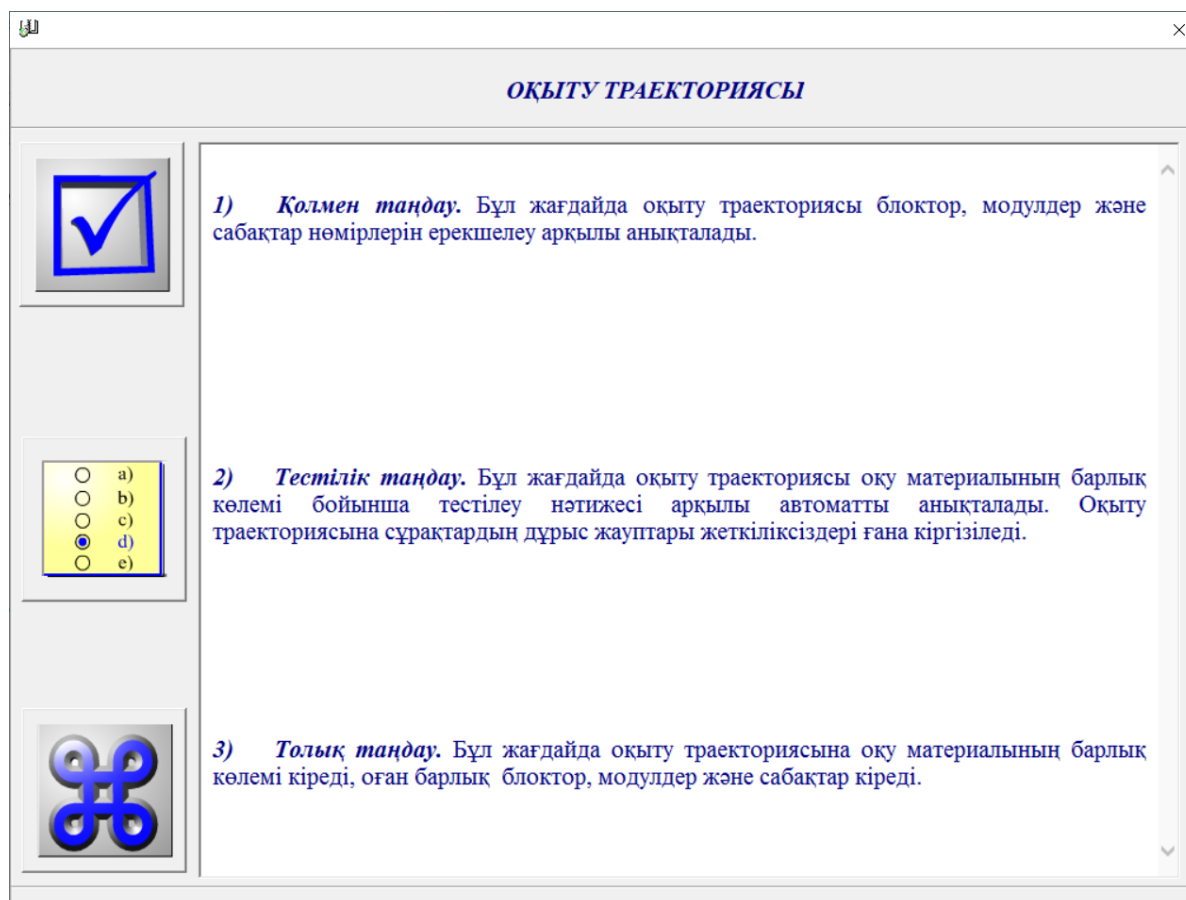 ОҚЫТУ ТРАЕКТОРИЯСЫ
1) Қолмен таңдау. Бұл жағдайда оқыту траекториясы блоктор, модулдер және
сабақтар нөмірлерін ерекшелеу арқылы анықталады.
a)
b)
c)
d)
e)
2) Тестілік таңдау. Бұл жағдайда оқыту траекториясы оқу материалының барлық
көлемі бойынша тестілеу нәтижесі арқылы автоматты анықталады. Оқыту
траекториясына сұрақтардың дұрыс жауптары жеткіліксіздері ғана кіргізіледі.
3) Толық таңдау. Бұл жағдайда оқыту траекториясына оқу материалының барлық
көлемі кіреді, оған барлық блоктор, модулдер және сабақтар кіреді.